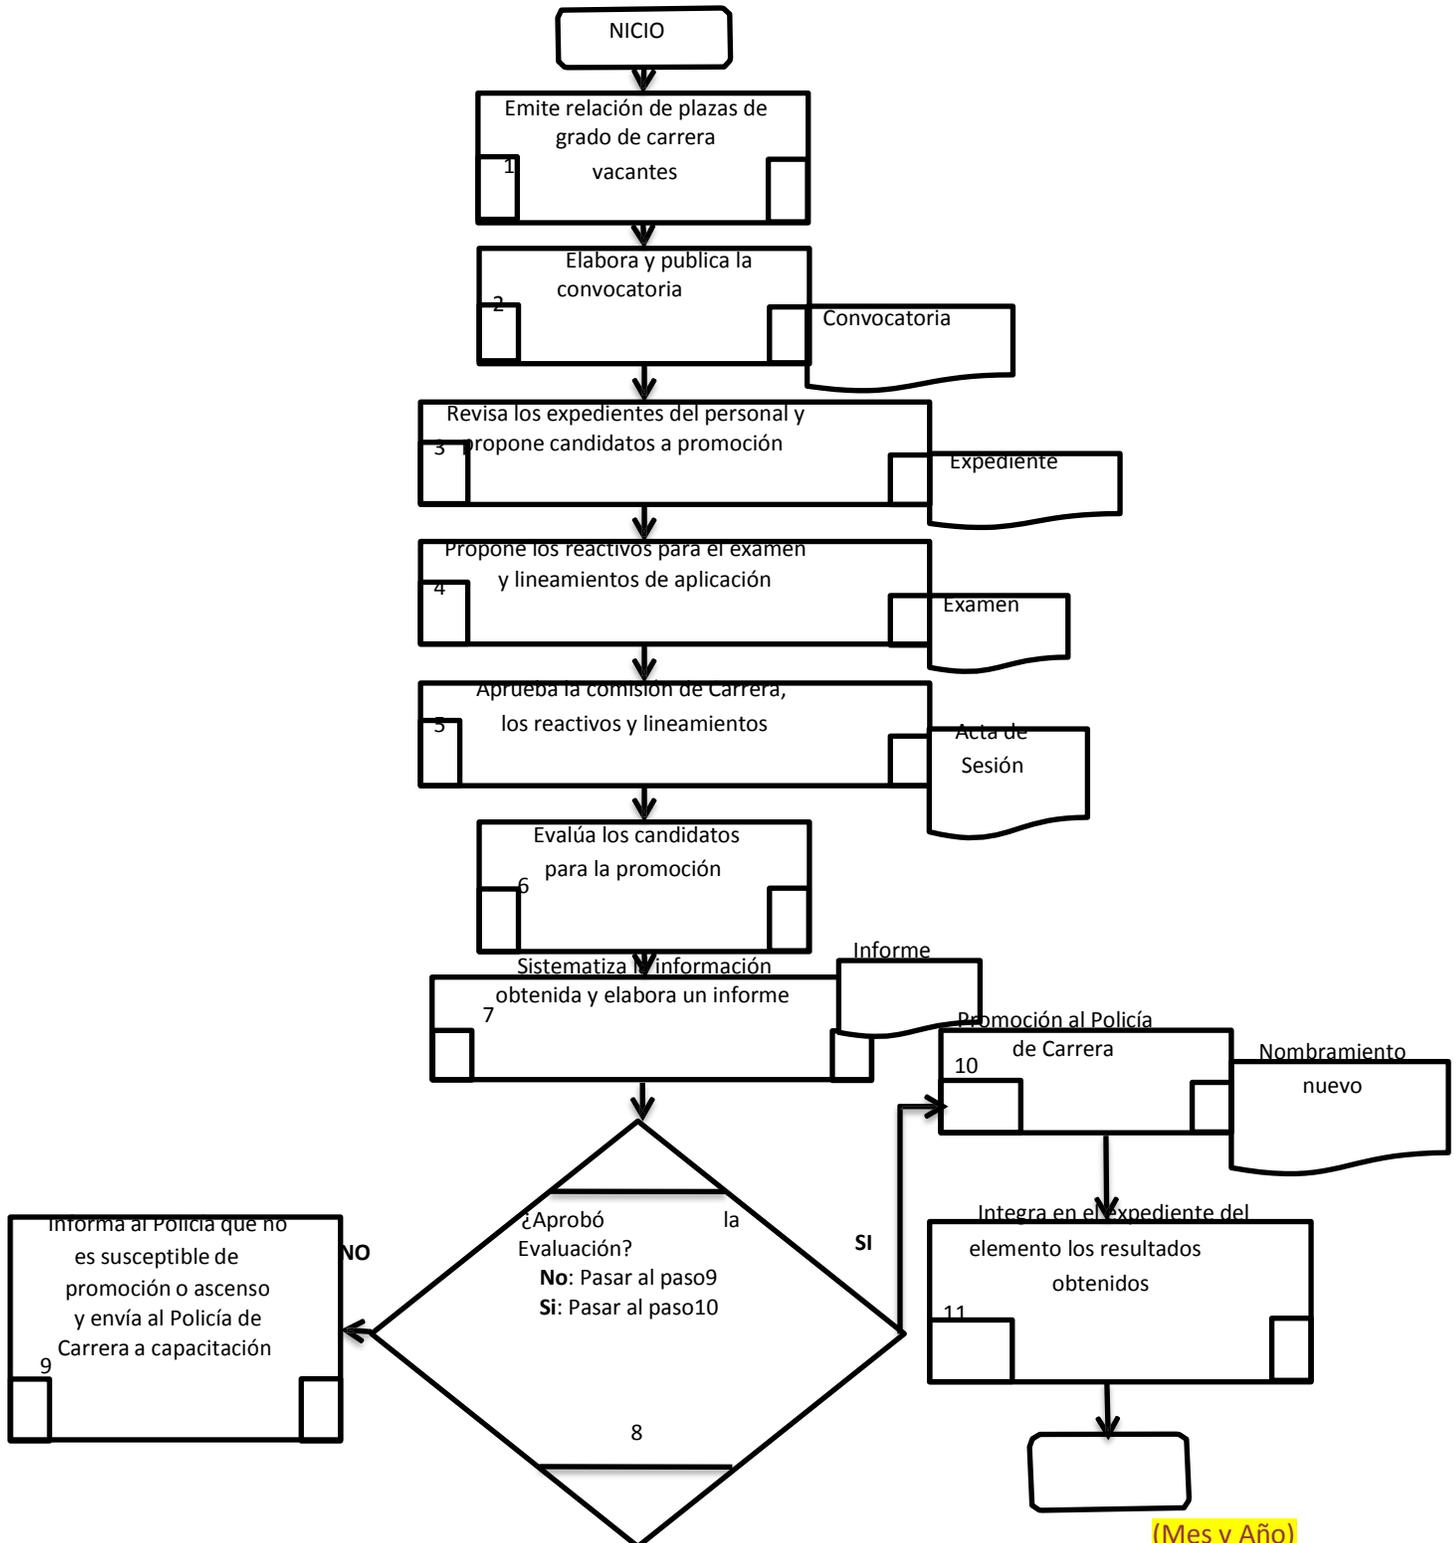 NICIO
Emite relación de plazas de
grado de carrera
vacantes
1
Elabora y publica la
convocatoria
2
Convocatoria
Revisa los expedientes del personal y
propone candidatos a promoción
3
Expediente
Propone los reactivos para el examen
y lineamientos de aplicación
4
Examen
Aprueba la comisión de Carrera,
los reactivos y lineamientos
5
Acta de
Sesión
Evalúa los candidatos
para la promoción
6
Sistematiza la información
obtenida y elabora un informe
7
Informe
Promoción al Policía
de Carrera
10
Nombramiento
nuevo
¿Aprobó la
Evaluación?
No: Pasar al paso9
Si: Pasar al paso10
8
NO
SI
Informa al Policía que no
es susceptible de
promoción o ascenso
y envía al Policía de
Carrera a capacitación
9
Integra en el expediente del
elemento los resultados
obtenidos
11
(Mes y Año)